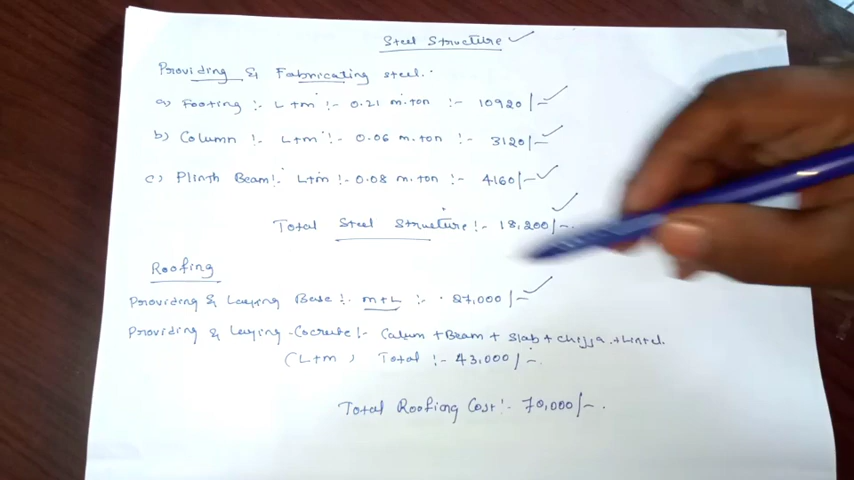 Steel Structure ✓
Providing & Fabricating steel.
a) Footing :- L+m :- 0.21 m.ton :- 10920/- ✓
b) Column :- L+m :- 0.06 m.ton :- 3120/- ✓
c) Plinth Beam :- L+m :- 0.08 m.ton :- 4160/- ✓
Total Steel Structure :- 18,200/-. ✓
Roofing
Providing & Laying Base :- m+L :- 27,000/- ✓
Providing & Laying Cocrete :- Calum + Beam + Slab + chijja + Lintel.
(L+m) Total :- 43,000/-.
Total Roofing Cost :- 70,000/-.